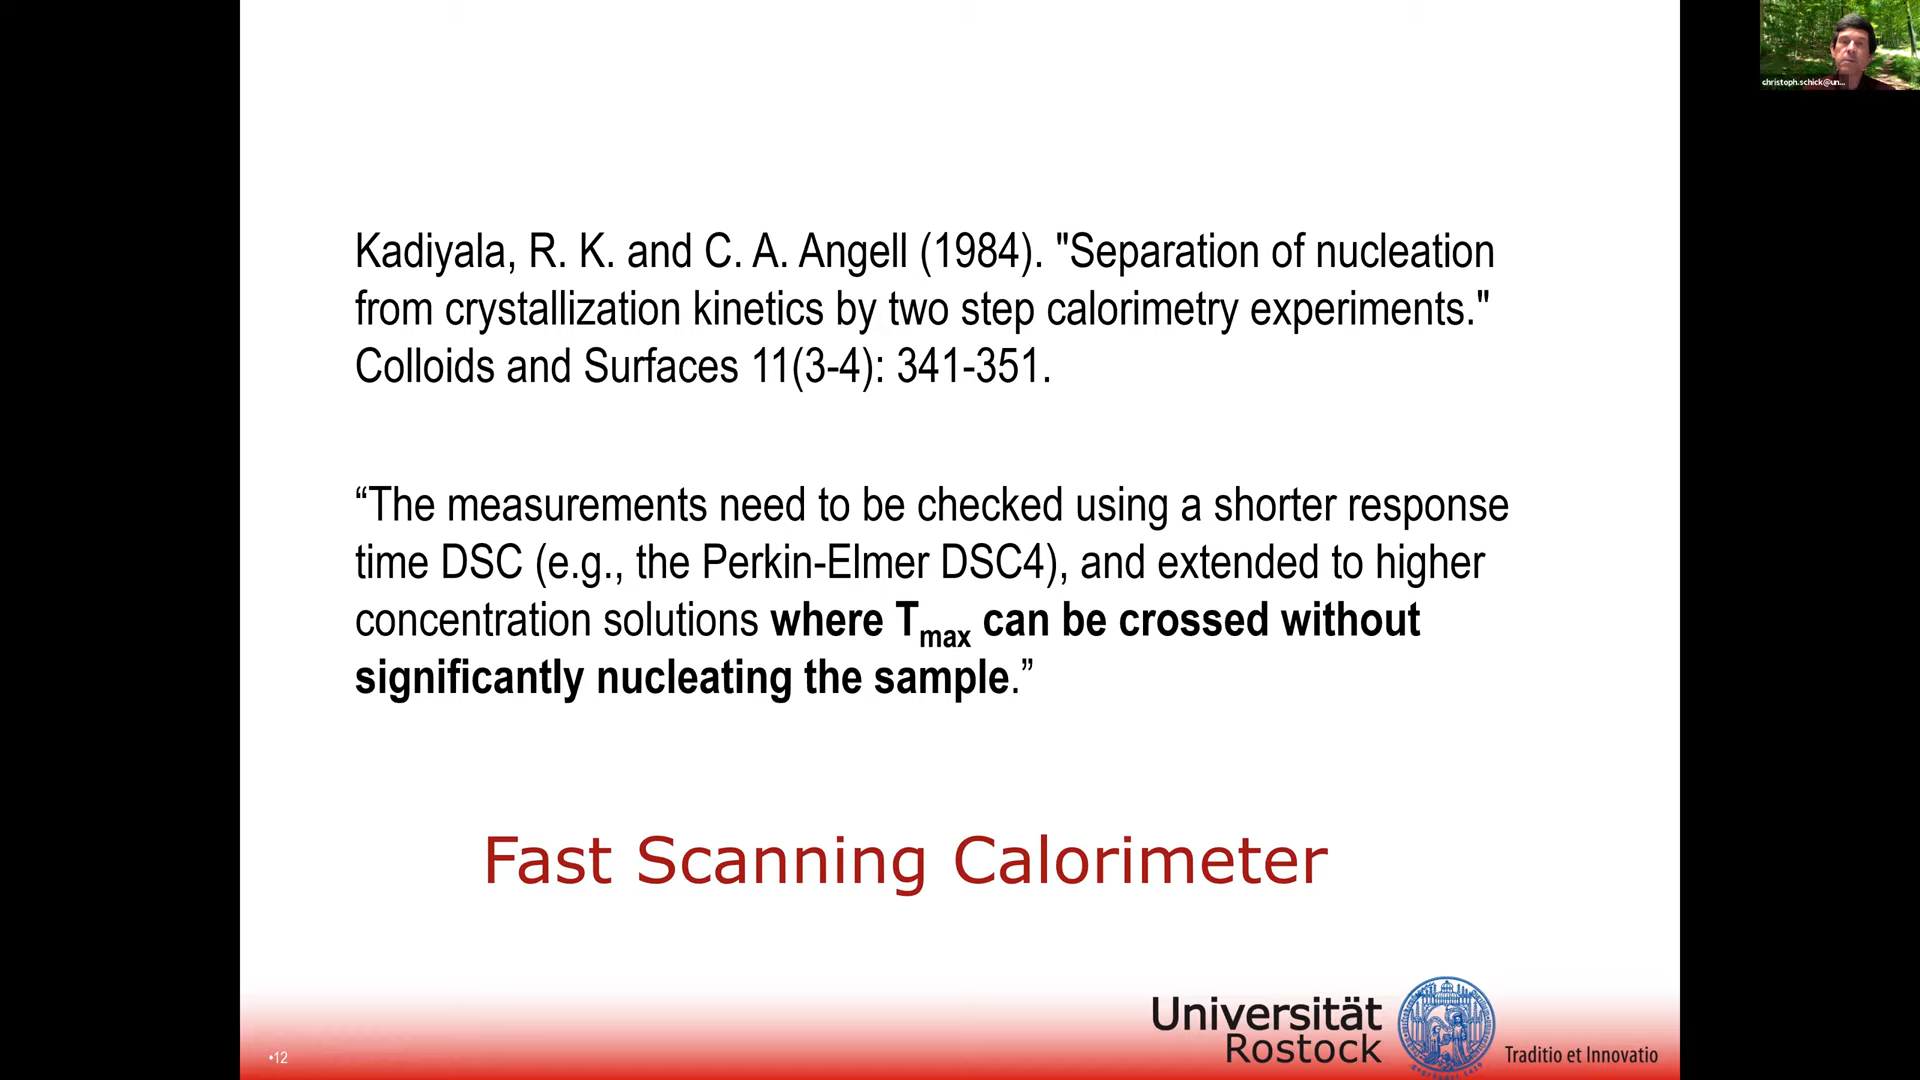 christoph.schick@un...
Kadiyala, R. K. and C. A. Angell (1984). "Separation of nucleation
from crystallization kinetics by two step calorimetry experiments."
Colloids and Surfaces 11(3-4): 341-351.
“The measurements need to be checked using a shorter response
time DSC (e.g., the Perkin-Elmer DSC4), and extended to higher
concentration solutions where Tmax can be crossed without
significantly nucleating the sample.”
Fast Scanning Calorimeter
Universität
Rostock
Traditio et Innovatio
•12